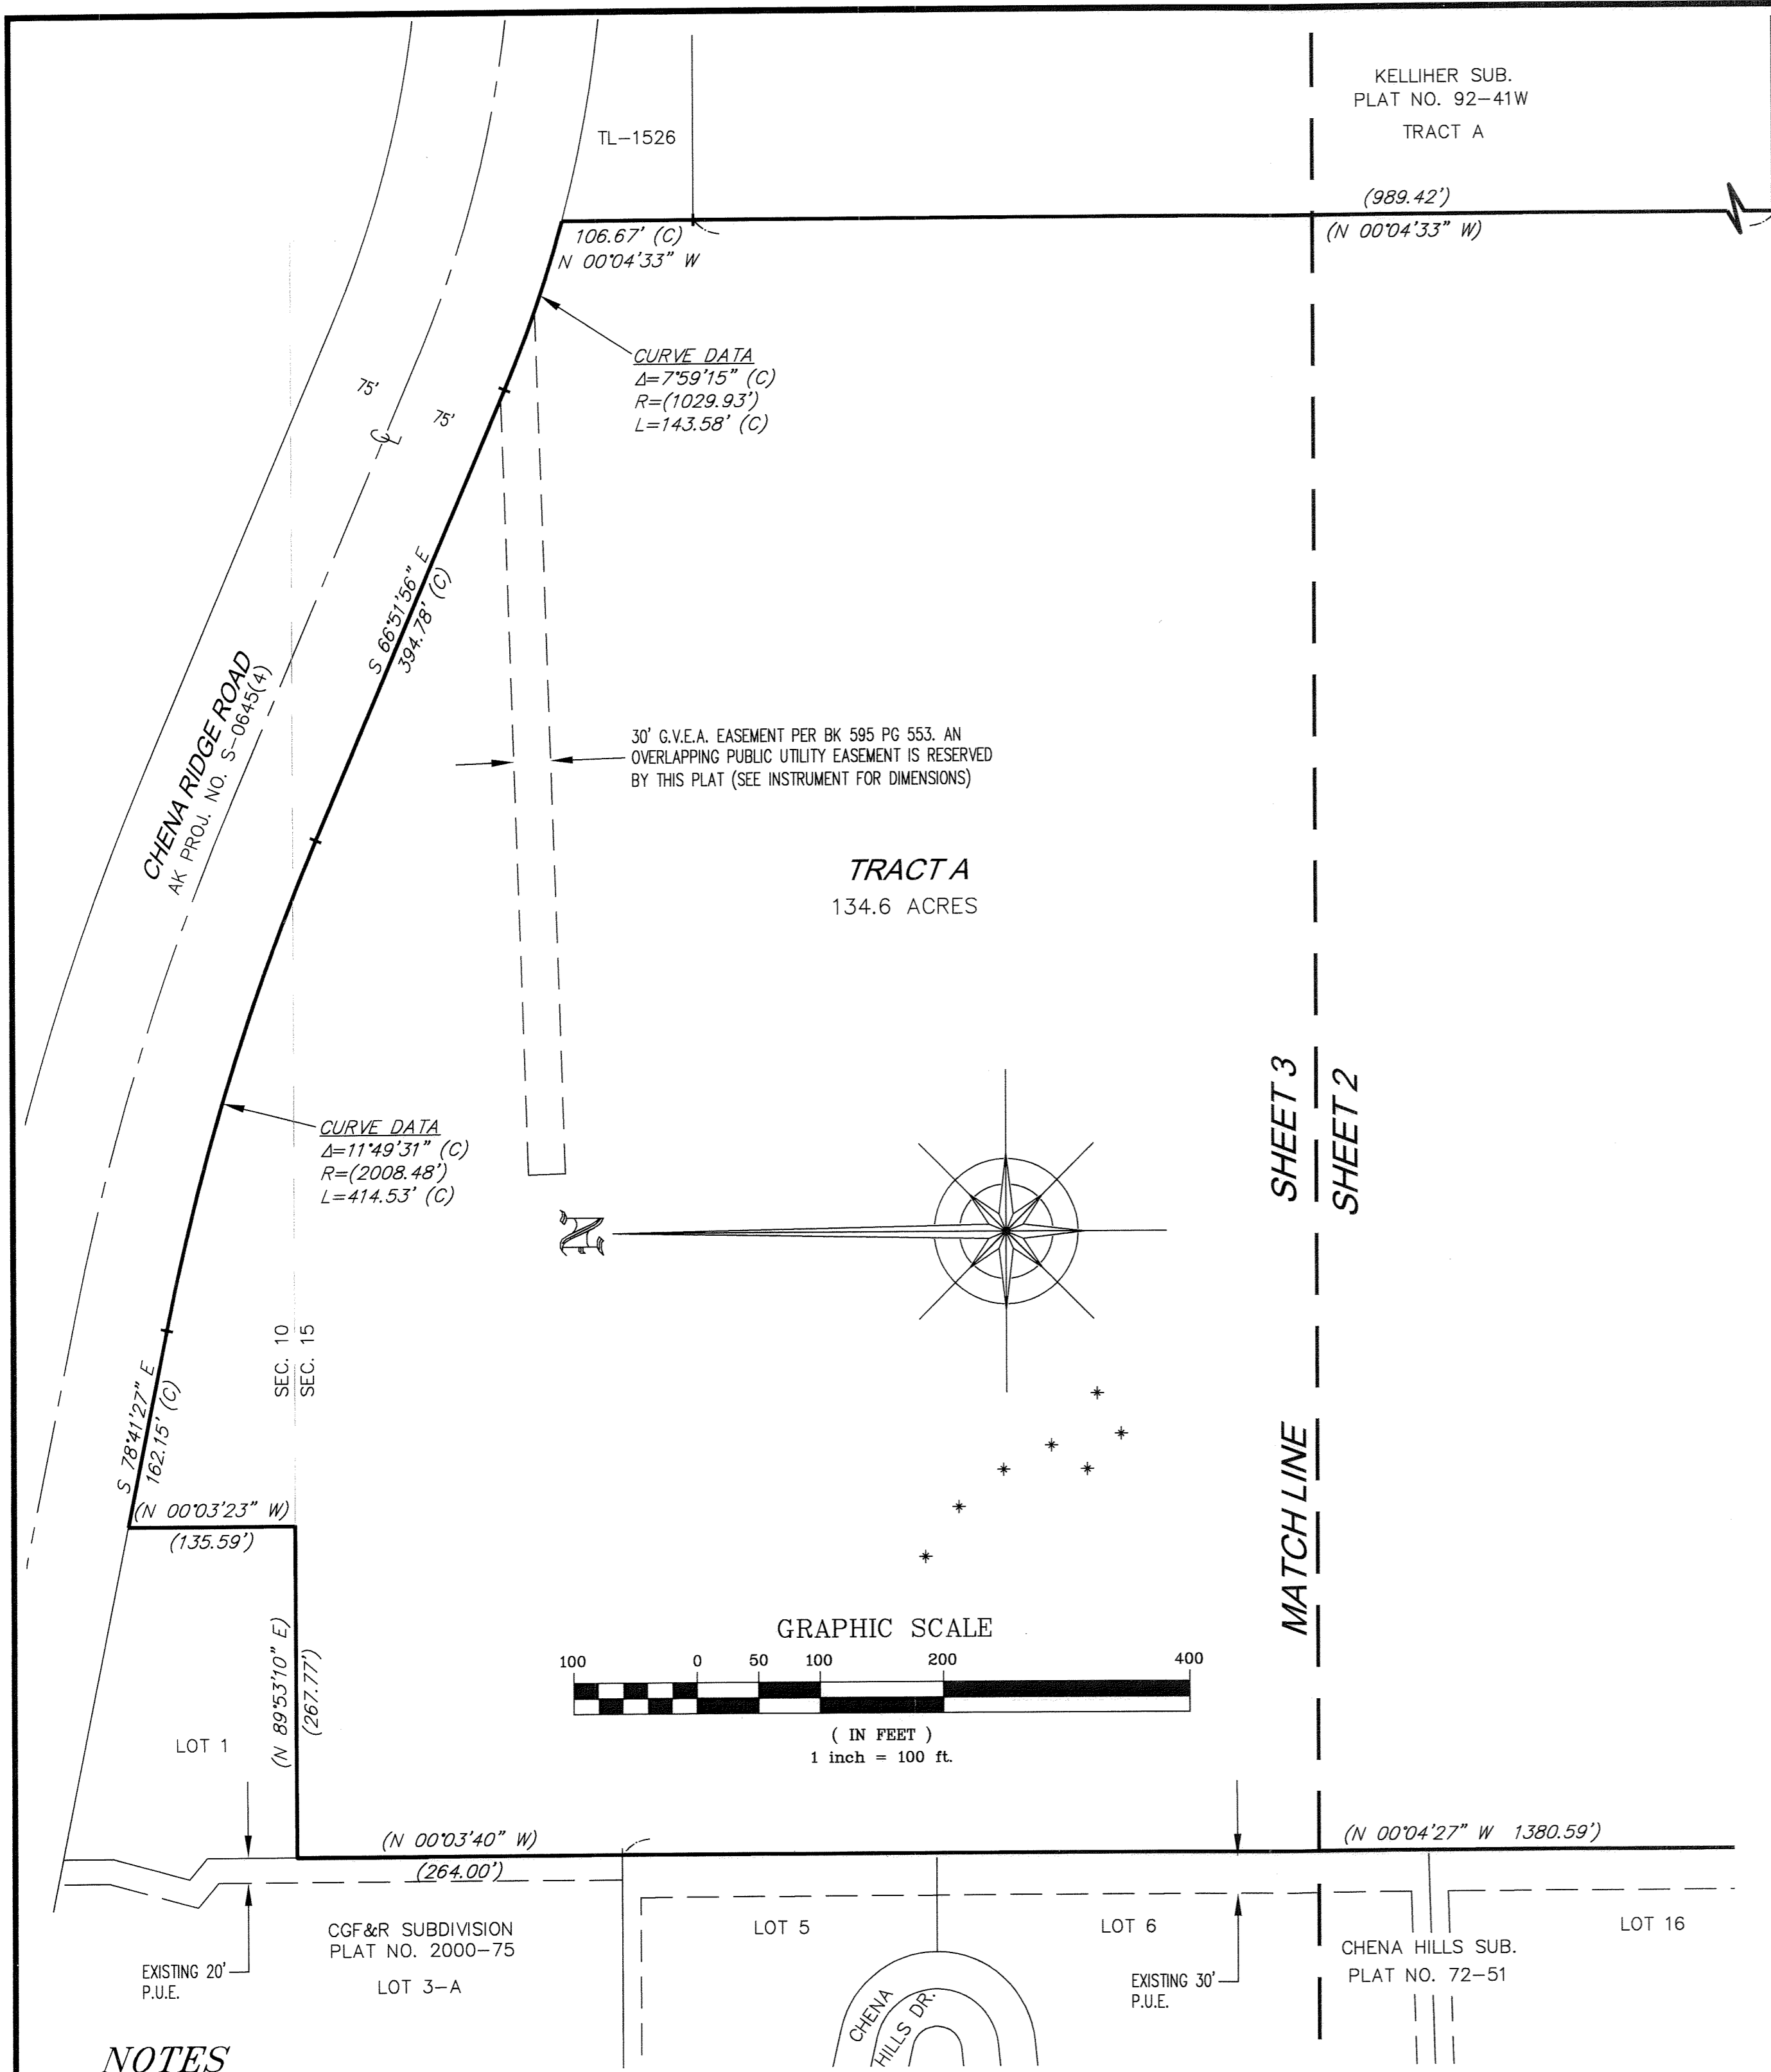 KELLIHER SUB.
PLAT NO. 92-41W
TRACT A
TL-1526
(989.42')
(N 00°04'33" W)
106.67' (C)
N 00°04'33" W
CURVE DATA
Δ=7°59'15" (C)
R=(1029.93')
L=143.58' (C)
75'
75'
CL
S 66°51'56" E
394.78' (C)
CHENA RIDGE ROAD
AK PROJ. NO. S-0645(4)
30' G.V.E.A. EASEMENT PER BK 595 PG 553. AN
OVERLAPPING PUBLIC UTILITY EASEMENT IS RESERVED
BY THIS PLAT (SEE INSTRUMENT FOR DIMENSIONS)
TRACT A
134.6 ACRES
SHEET 3
SHEET 2
CURVE DATA
Δ=11°49'31" (C)
R=(2008.48')
L=414.53' (C)
N
SEC. 10
SEC. 15
S 78°41'27" E
162.15' (C)
(N 00°03'23" W)
(135.59')
MATCH LINE
(N 89°53'10" E)
(267.77')
GRAPHIC SCALE
100 0 50 100 200 400
( IN FEET )
1 inch = 100 ft.
LOT 1
(N 00°03'40" W)
(264.00')
(N 00°04'27" W 1380.59')
CGF&R SUBDIVISION
PLAT NO. 2000-75
LOT 3-A
EXISTING 20'
P.U.E.
LOT 5
LOT 6
LOT 16
CHENA
HILLS DR.
EXISTING 30'
P.U.E.
CHENA HILLS SUB.
PLAT NO. 72-51
NOTES